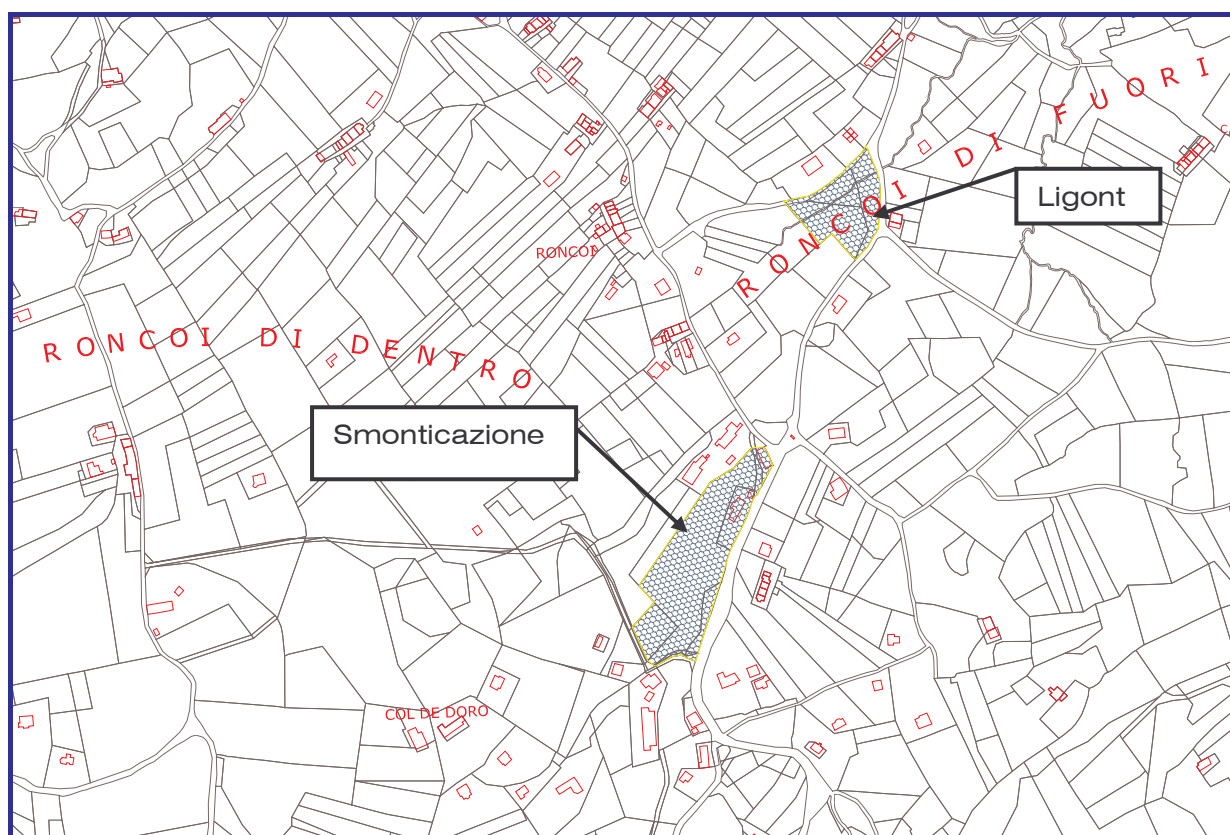 RONCOI DI FUORI
Ligont
RONCOI
RONCOI DI DENTRO
Smonticazione
COL DE DORO